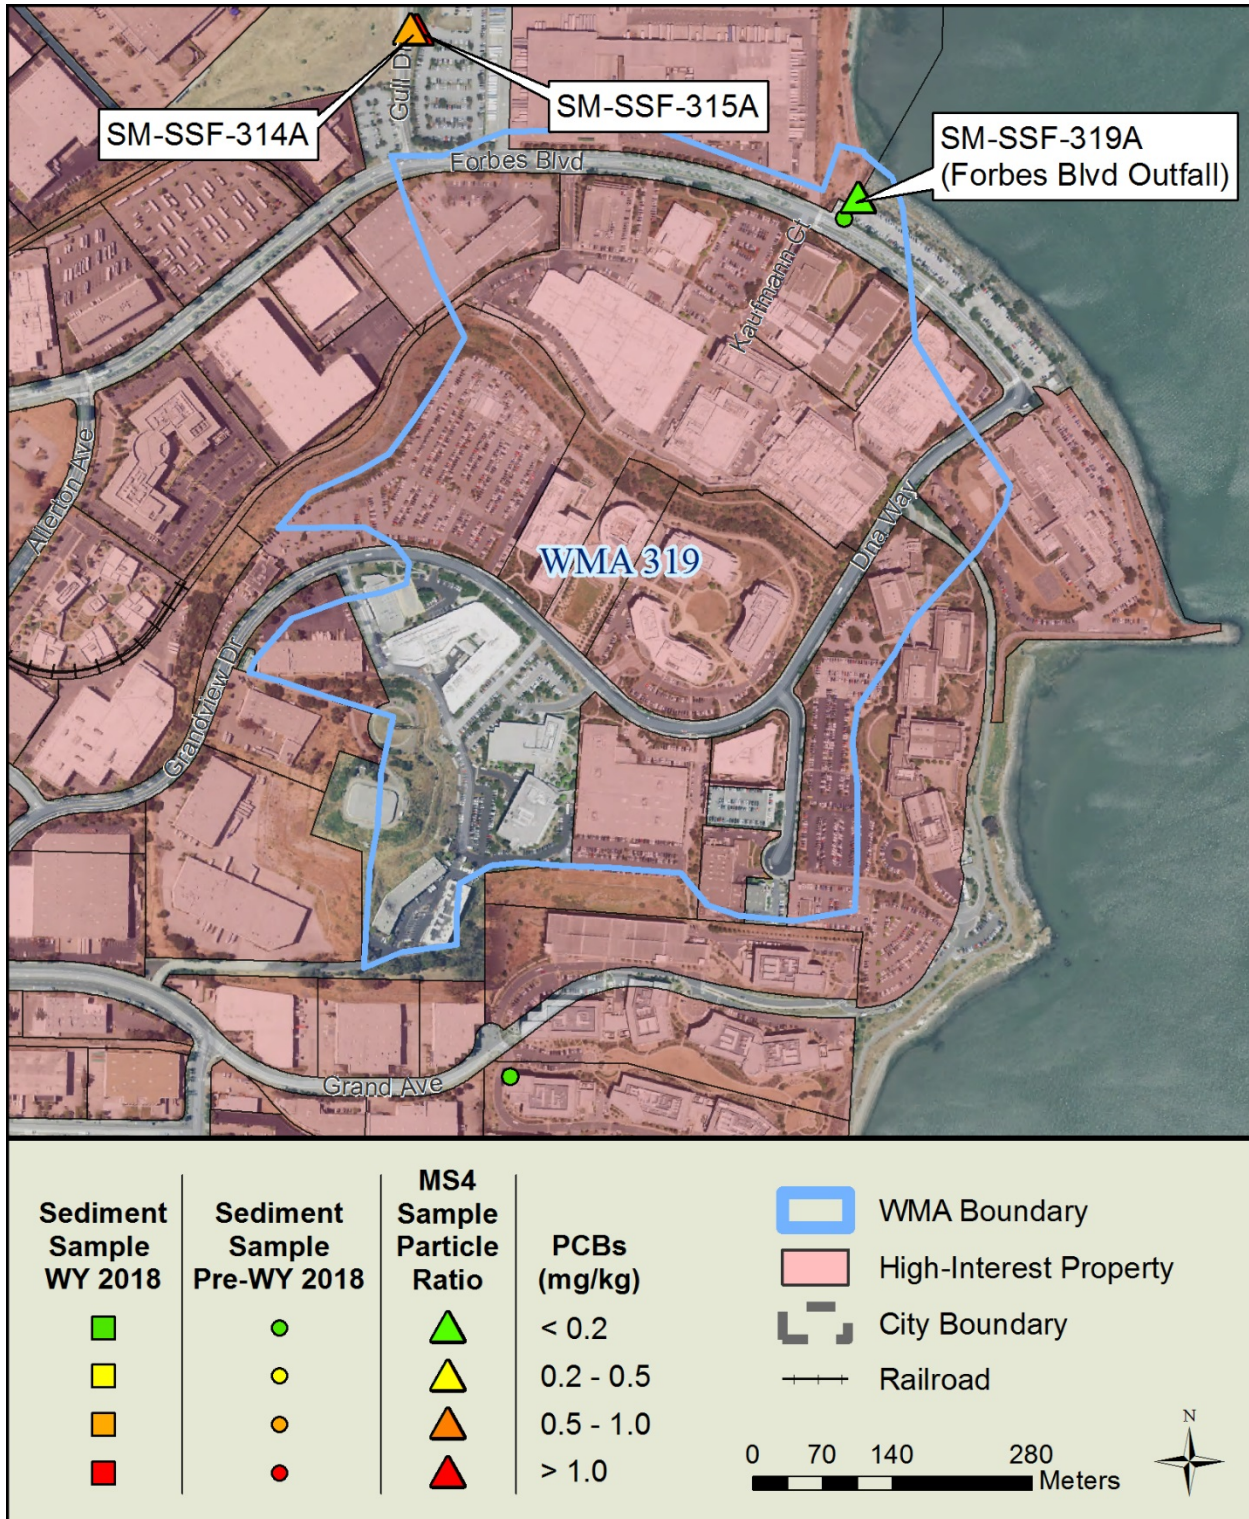 Gull D
SM-SSF-314A
SM-SSF-315A
SM-SSF-319A
(Forbes Blvd Outfall)
Forbes Blvd
Kaufmann Ct
Allerton Ave
Dna Way
WMA 319
Grandview Dr
Grand Ave
Sediment
Sample
WY 2018
Sediment
Sample
Pre-WY 2018
MS4
Sample
Particle
Ratio
PCBs
(mg/kg)
< 0.2
0.2 - 0.5
0.5 - 1.0
> 1.0
WMA Boundary
High-Interest Property
City Boundary
Railroad
N
0 70 140 280
Meters